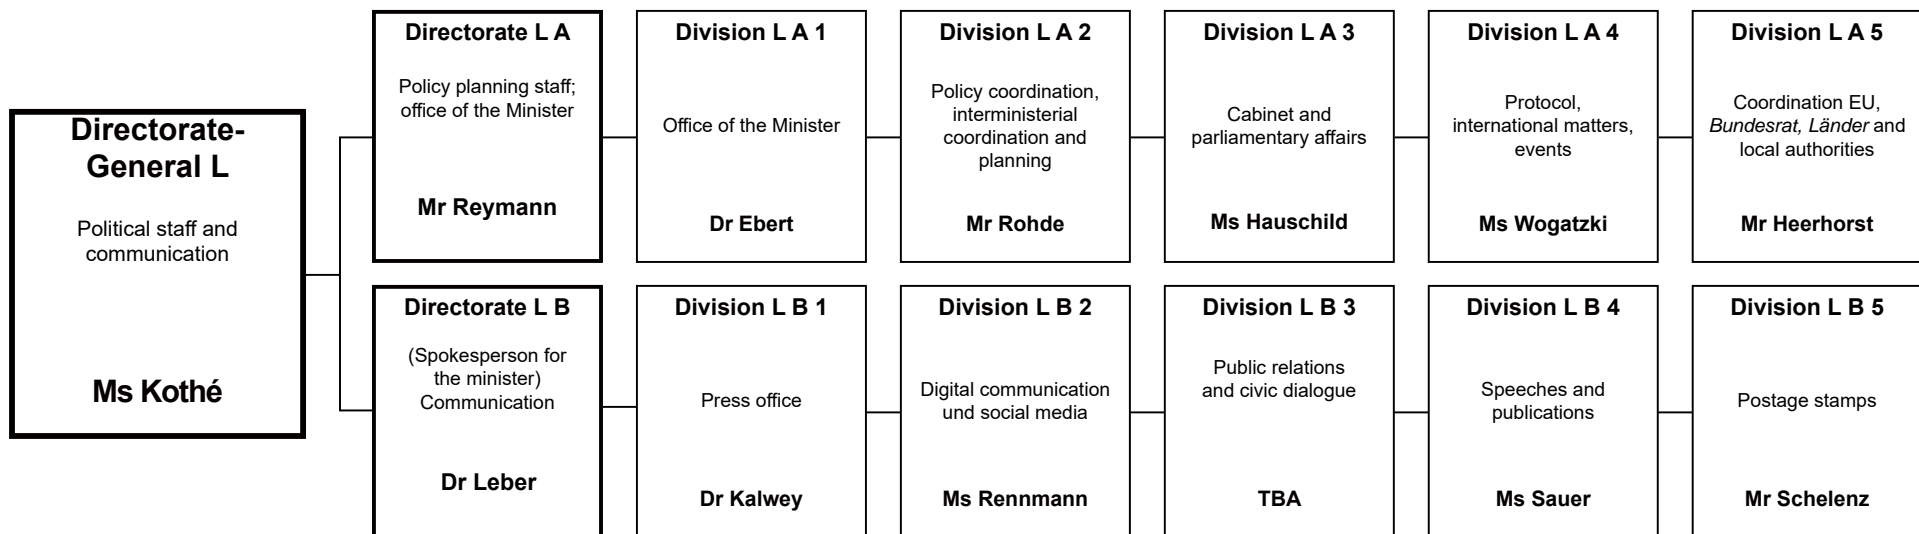 Directorate-
General L
Political staff and
communication
Ms Kothé
Directorate L A
Policy planning staff;
office of the Minister
Mr Reymann
Division L A 1
Office of the Minister
Dr Ebert
Division L A 2
Policy coordination,
interministerial
coordination and
planning
Mr Rohde
Division L A 3
Cabinet and
parliamentary affairs
Ms Hauschild
Division L A 4
Protocol,
international matters,
events
Ms Wogatzki
Division L A 5
Coordination EU,
Bundesrat, Länder and
local authorities
Mr Heerhorst
Directorate L B
(Spokesperson for
the minister)
Communication
Dr Leber
Division L B 1
Press office
Dr Kalwey
Division L B 2
Digital communication
und social media
Ms Rennmann
Division L B 3
Public relations
and civic dialogue
TBA
Division L B 4
Speeches and
publications
Ms Sauer
Division L B 5
Postage stamps
Mr Schelenz